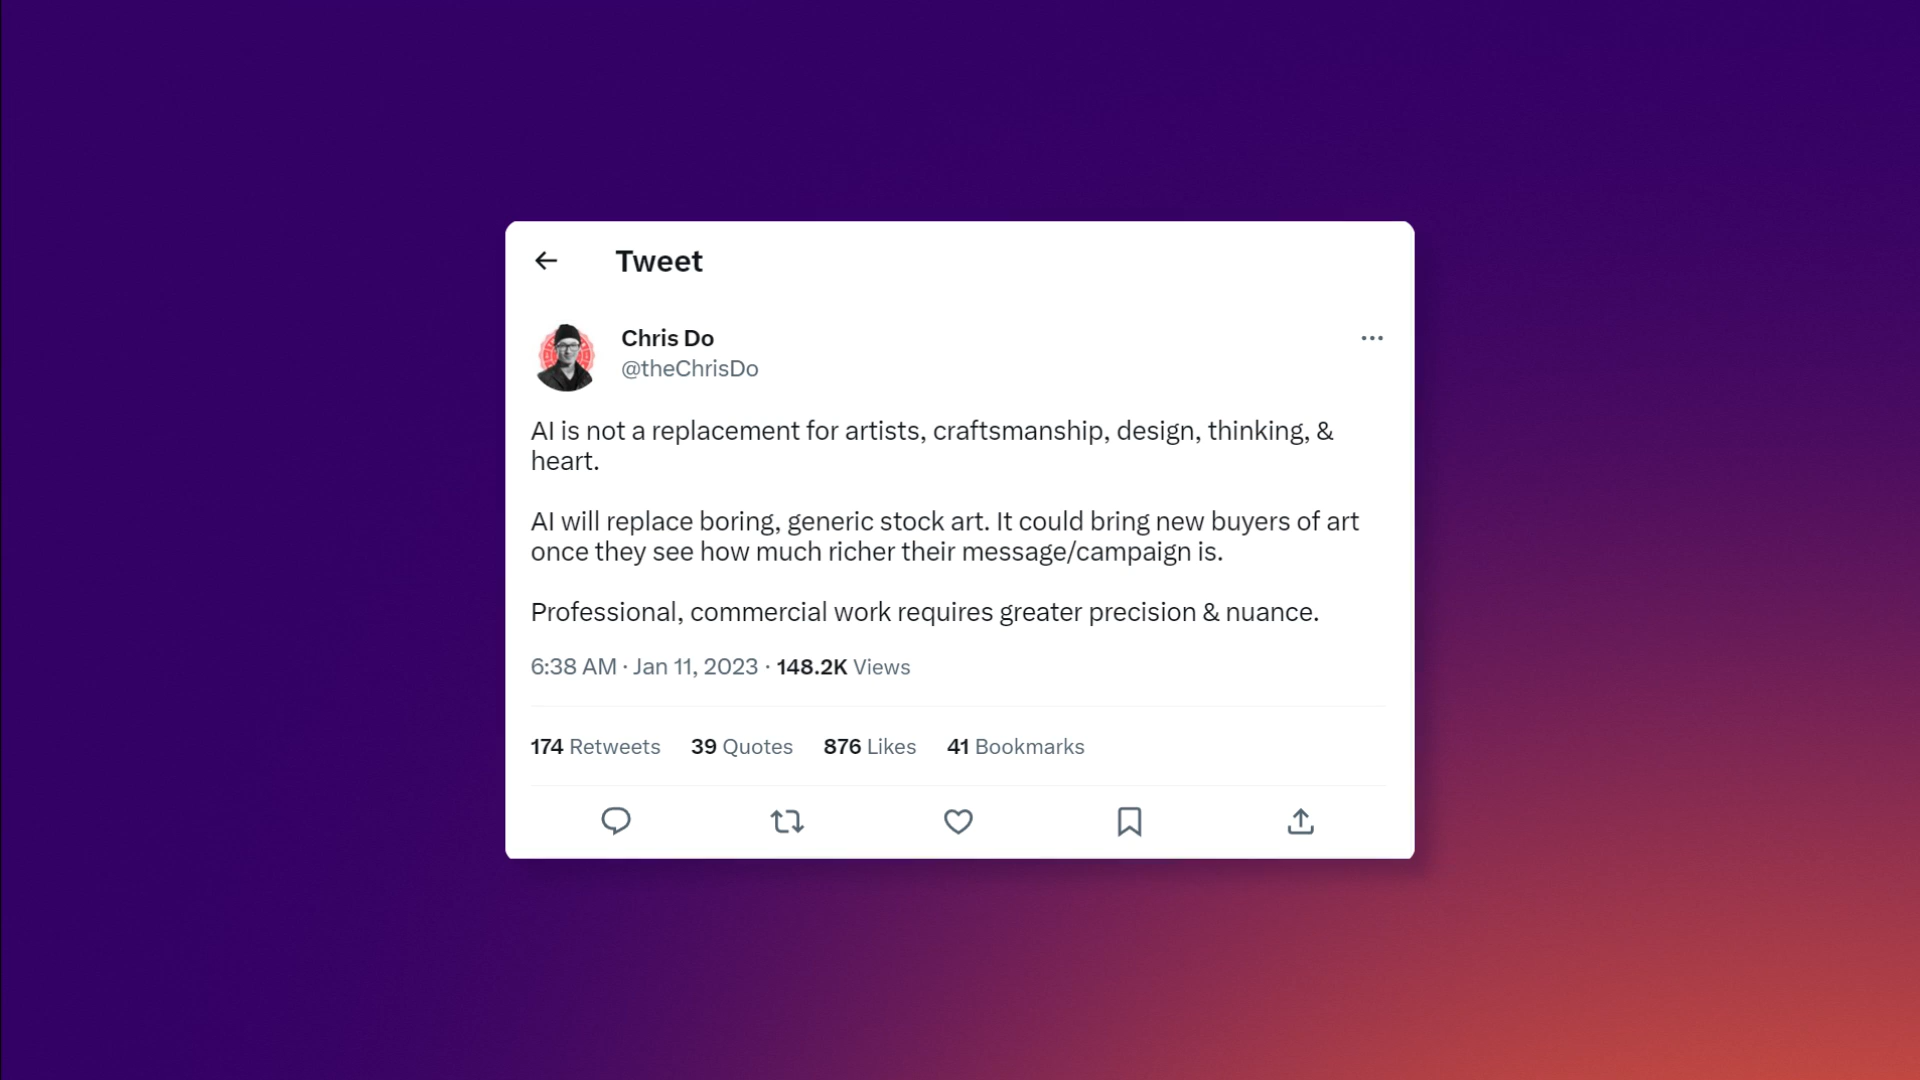 Tweet
Chris Do
@theChrisDo
AI is not a replacement for artists, craftsmanship, design, thinking, &
heart.
AI will replace boring, generic stock art. It could bring new buyers of art
once they see how much richer their message/campaign is.
Professional, commercial work requires greater precision & nuance.
6:38 AM · Jan 11, 2023 · 148.2K Views
174 Retweets 39 Quotes 876 Likes 41 Bookmarks